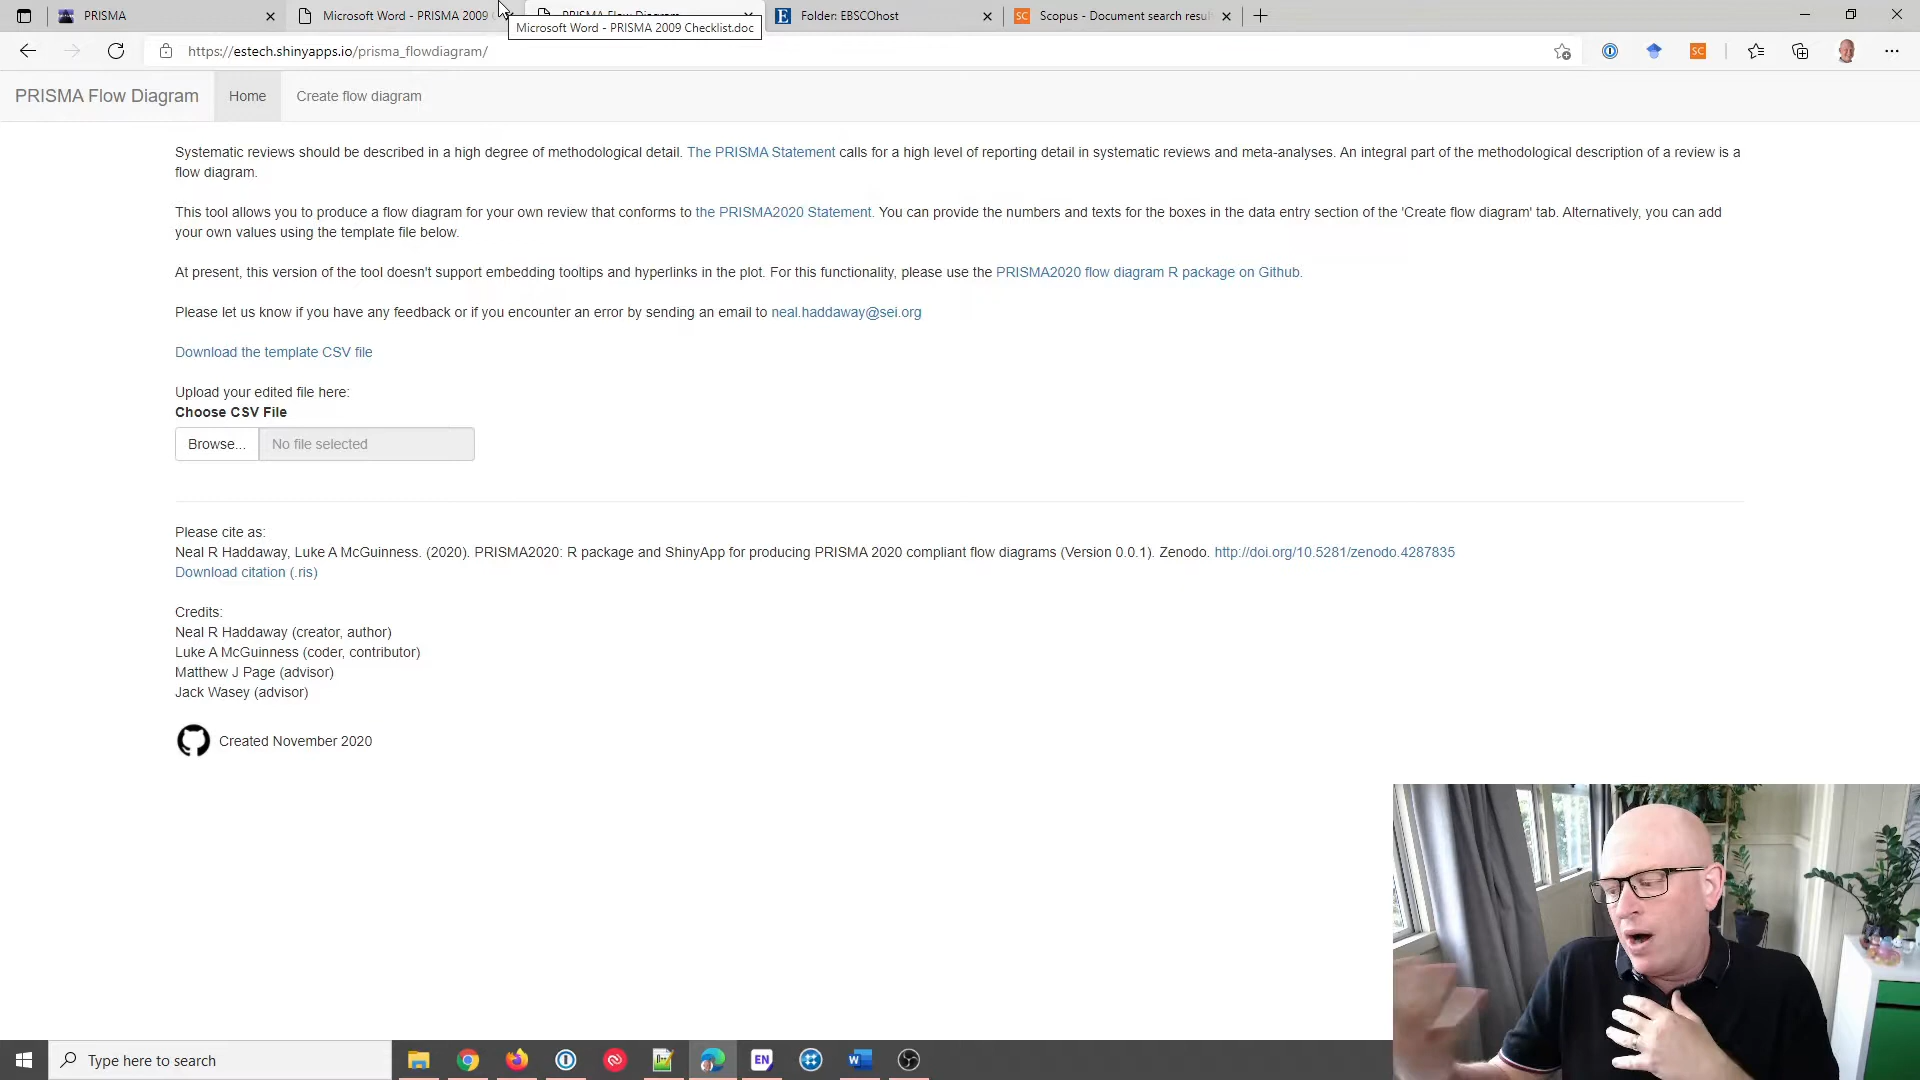 PRISMA
Microsoft Word - PRISMA 2009
Folder: EBSCOhost
Scopus - Document search resul
Microsoft Word - PRISMA 2009 Checklist.doc
https://estech.shinyapps.io/prisma_flowdiagram/
PRISMA Flow Diagram
Home
Create flow diagram
Systematic reviews should be described in a high degree of methodological detail. The PRISMA Statement calls for a high level of reporting detail in systematic reviews and meta-analyses. An integral part of the methodological description of a review is a
flow diagram.
This tool allows you to produce a flow diagram for your own review that conforms to the PRISMA2020 Statement. You can provide the numbers and texts for the boxes in the data entry section of the 'Create flow diagram' tab. Alternatively, you can add
your own values using the template file below.
At present, this version of the tool doesn't support embedding tooltips and hyperlinks in the plot. For this functionality, please use the PRISMA2020 flow diagram R package on Github.
Please let us know if you have any feedback or if you encounter an error by sending an email to neal.haddaway@sei.org
Download the template CSV file
Upload your edited file here:
Choose CSV File
Browse...
No file selected
Please cite as:
Neal R Haddaway, Luke A McGuinness. (2020). PRISMA2020: R package and ShinyApp for producing PRISMA 2020 compliant flow diagrams (Version 0.0.1). Zenodo. http://doi.org/10.5281/zenodo.4287835
Download citation (.ris)
Credits:
Neal R Haddaway (creator, author)
Luke A McGuinness (coder, contributor)
Matthew J Page (advisor)
Jack Wasey (advisor)
Created November 2020
Type here to search
EN